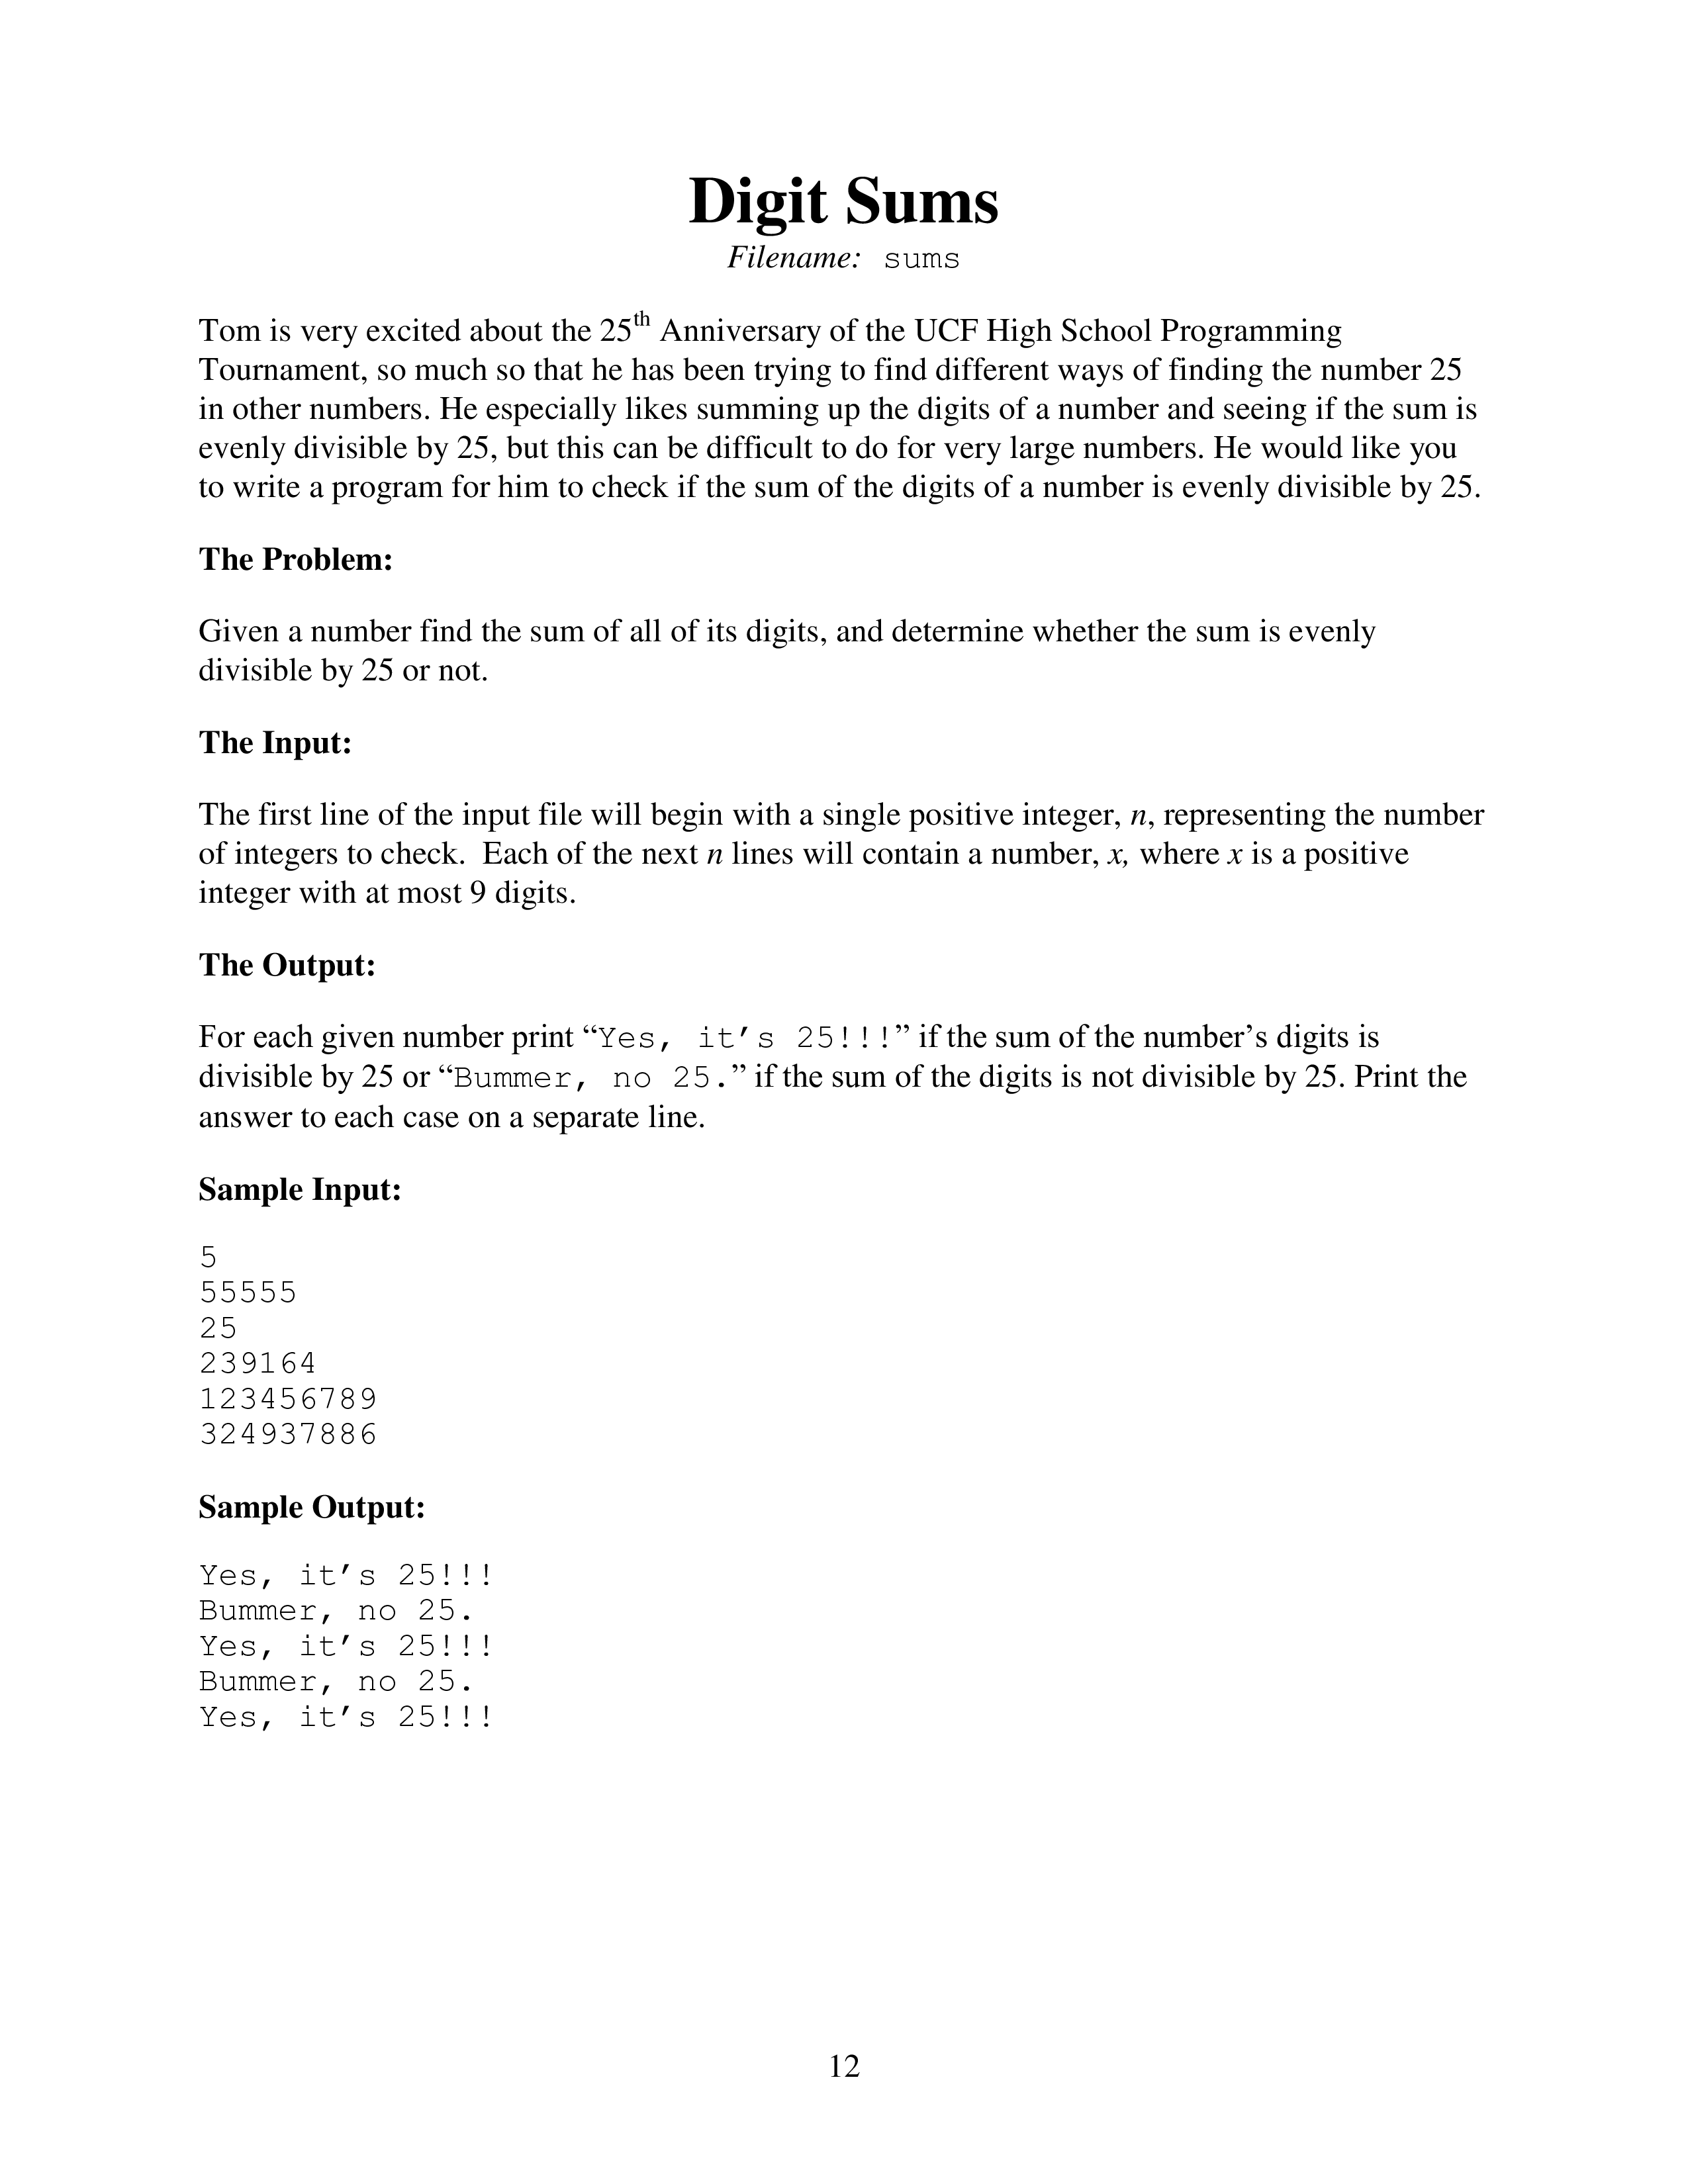 Digit Sums
Filename: sums
Tom is very excited about the 25th Anniversary of the UCF High School Programming
Tournament, so much so that he has been trying to find different ways of finding the number 25
in other numbers. He especially likes summing up the digits of a number and seeing if the sum is
evenly divisible by 25, but this can be difficult to do for very large numbers. He would like you
to write a program for him to check if the sum of the digits of a number is evenly divisible by 25.
The Problem:
Given a number find the sum of all of its digits, and determine whether the sum is evenly
divisible by 25 or not.
The Input:
The first line of the input file will begin with a single positive integer, n, representing the number
of integers to check.  Each of the next n lines will contain a number, x, where x is a positive
integer with at most 9 digits.
The Output:
For each given number print “Yes, it’s 25!!!” if the sum of the number’s digits is
divisible by 25 or “Bummer, no 25.” if the sum of the digits is not divisible by 25. Print the
answer to each case on a separate line.
Sample Input:
5
55555
25
239164
123456789
324937886
Sample Output:
Yes, it’s 25!!!
Bummer, no 25.
Yes, it’s 25!!!
Bummer, no 25.
Yes, it’s 25!!!
12